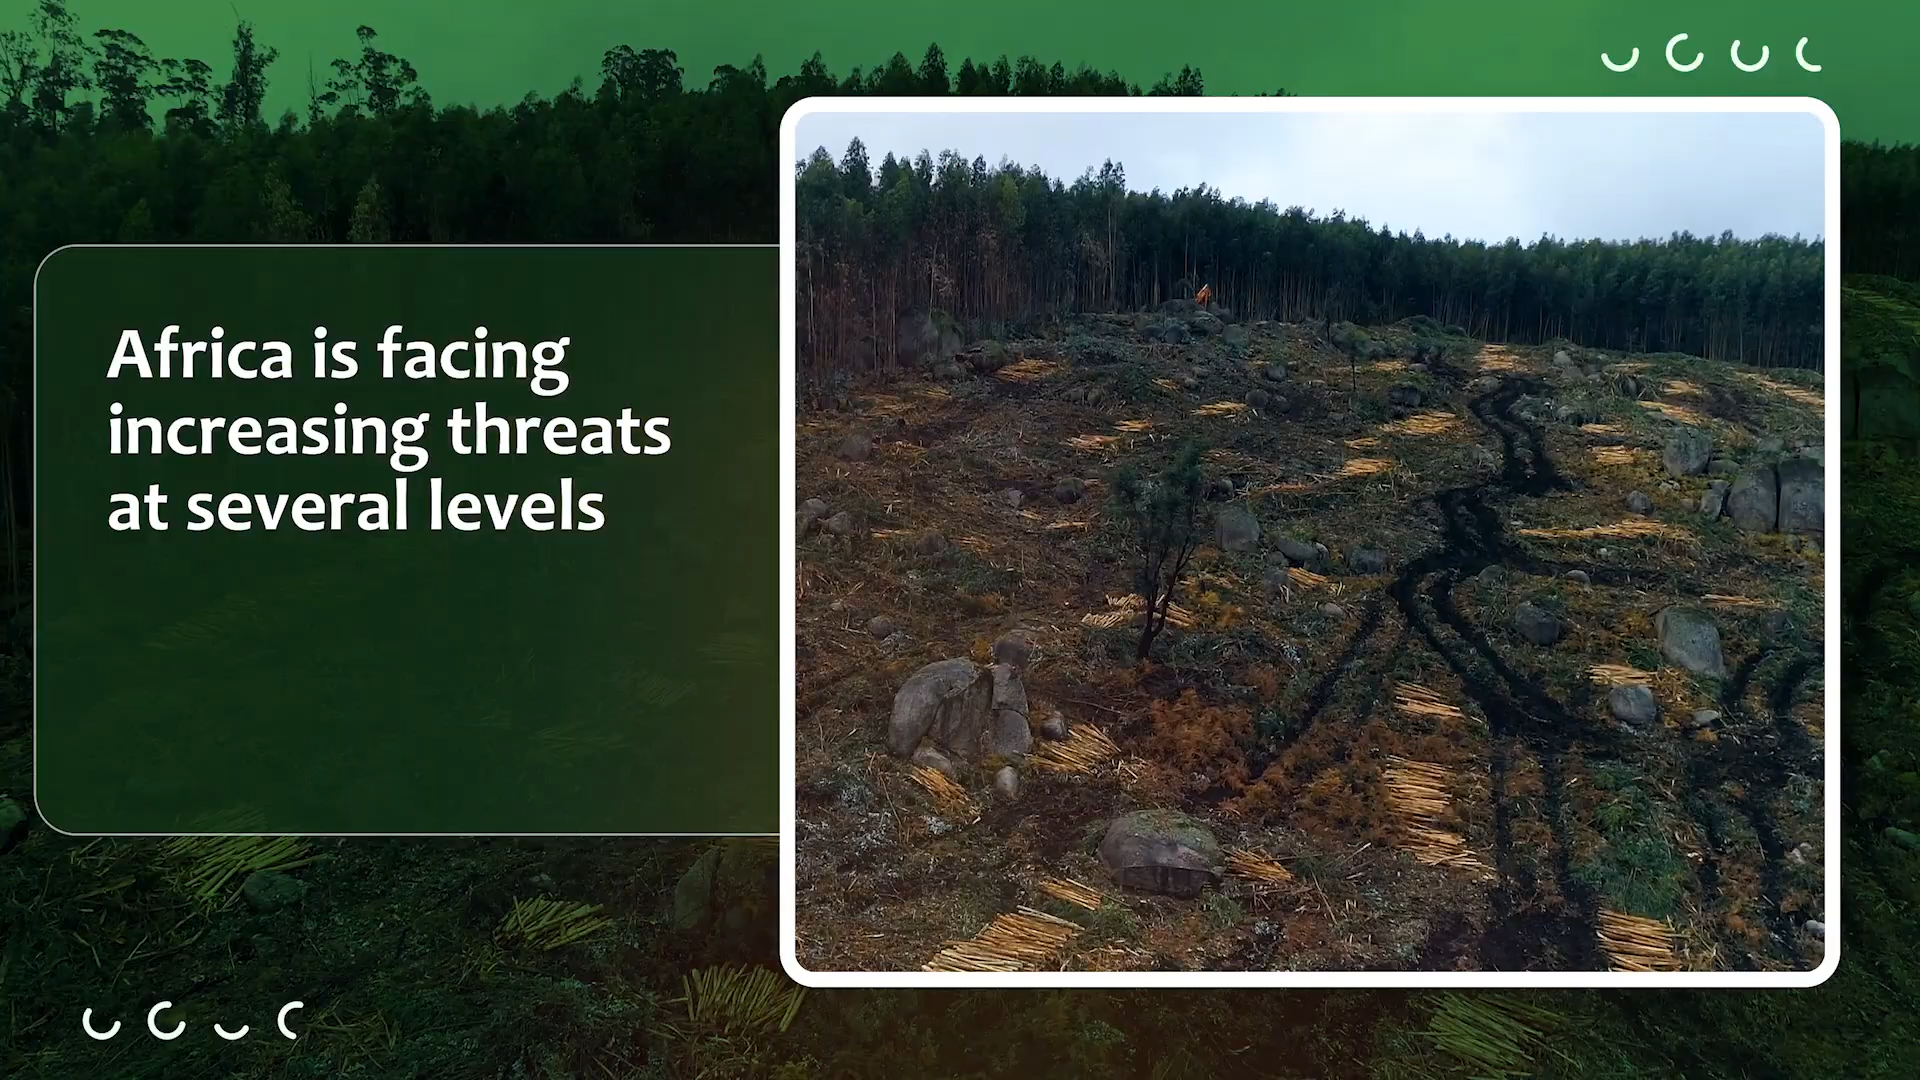 Africa is facing
increasing threats
at several levels